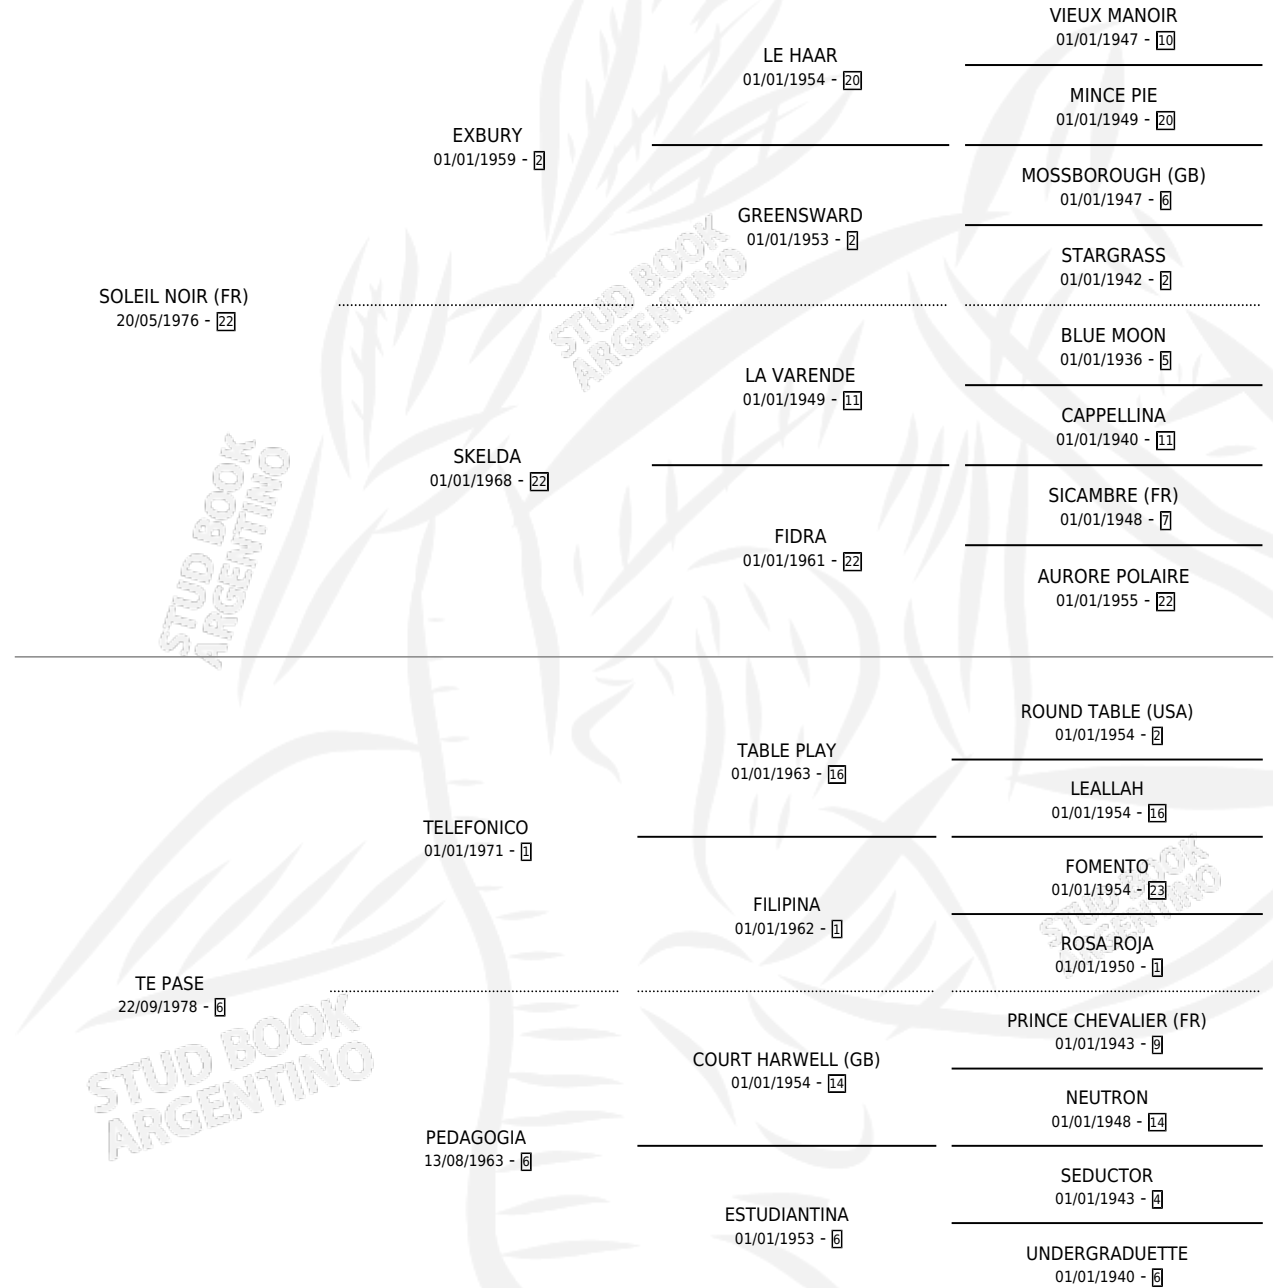 VIEUX MANOIR
01/01/1947 - 10
LE HAAR
01/01/1954 - 20
MINCE PIE
01/01/1949 - 20
EXBURY
01/01/1959 - 2
MOSSBOROUGH (GB)
01/01/1947 - 6
GREENSWARD
01/01/1953 - 2
STARGRASS
01/01/1942 - 2
SOLEIL NOIR (FR)
20/05/1976 - 22
BLUE MOON
01/01/1936 - 5
LA VARENDE
01/01/1949 - 11
CAPPELLINA
01/01/1940 - 11
SKELDA
01/01/1968 - 22
SICAMBRE (FR)
01/01/1948 - 7
FIDRA
01/01/1961 - 22
AURORE POLAIRE
01/01/1955 - 22
STUD BOOK
ARGENTINO
STUD BOOK
ARGENTINO
ROUND TABLE (USA)
01/01/1954 - 2
TABLE PLAY
01/01/1963 - 16
LEALLAH
01/01/1954 - 16
TELEFONICO
01/01/1971 - 1
FOMENTO
01/01/1954 - 23
FILIPINA
01/01/1962 - 1
ROSA ROJA
01/01/1950 - 1
TE PASE
22/09/1978 - 6
PRINCE CHEVALIER (FR)
01/01/1943 - 9
COURT HARWELL (GB)
01/01/1954 - 14
NEUTRON
01/01/1948 - 14
PEDAGOGIA
13/08/1963 - 6
SEDUCTOR
01/01/1943 - 4
ESTUDIANTINA
01/01/1953 - 6
UNDERGRADUETTE
01/01/1940 - 6
STUD BOOK
ARGENTINO
STUD BOOK
ARGENTINO